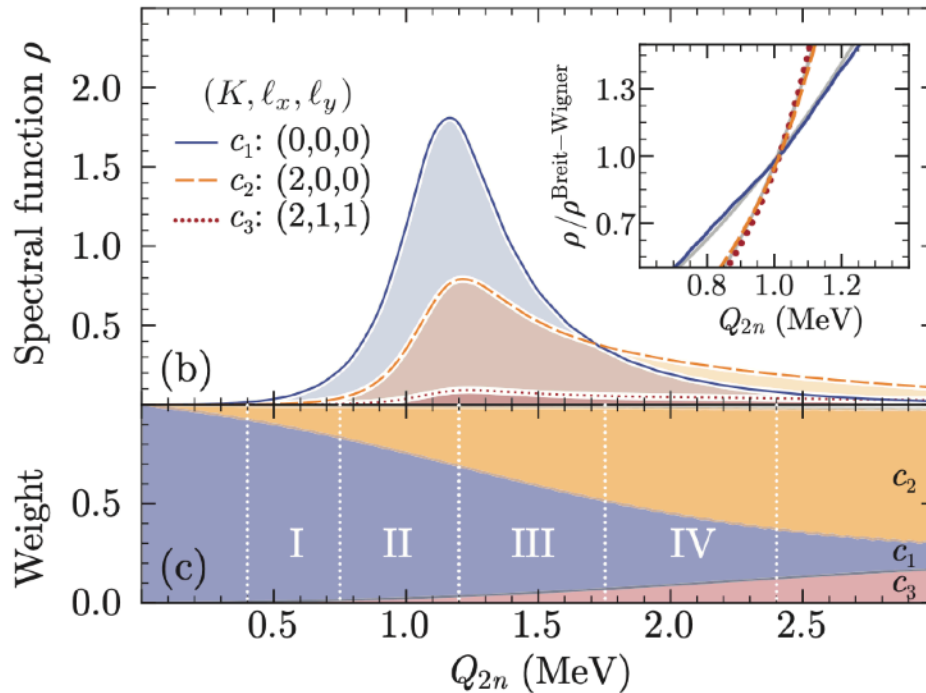 Spectral function ρ
2.0
1.5
1.0
0.5
(K, ℓx, ℓy)
c₁: (0,0,0)
c₂: (2,0,0)
c₃: (2,1,1)
(b)
ρ/ρ^Breit−Wigner
1.3
1.0
0.7
0.8 1.0 1.2
Q₂ₙ (MeV)
Weight
0.5
0.0
I II III IV
c₂
c₁
c₃
(c)
0.5 1.0 1.5 2.0 2.5
Q₂ₙ (MeV)